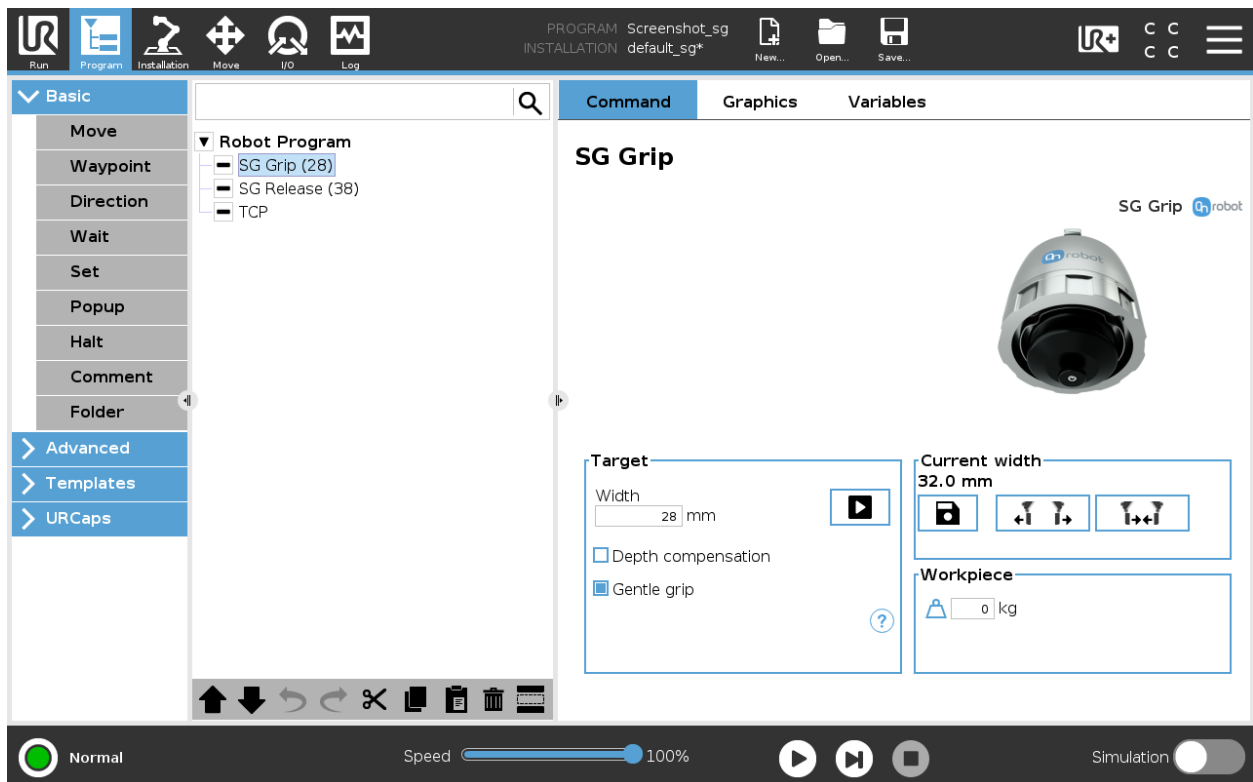 PROGRAM Screenshot_sg
INSTALLATION default_sg*
Run
Program
Installation
Move
I/O
Log
New...
Open...
Save...
UR+
C C
C C
Basic
Move
Waypoint
Direction
Wait
Set
Popup
Halt
Comment
Folder
Advanced
Templates
URCaps
Robot Program
SG Grip (28)
SG Release (38)
TCP
Command
Graphics
Variables
SG Grip
SG Grip OnRobot
OnRobot
Target
Width
28 mm
Depth compensation
Gentle grip
?
Current width
32.0 mm
Workpiece
0 kg
Normal
Speed
100%
Simulation